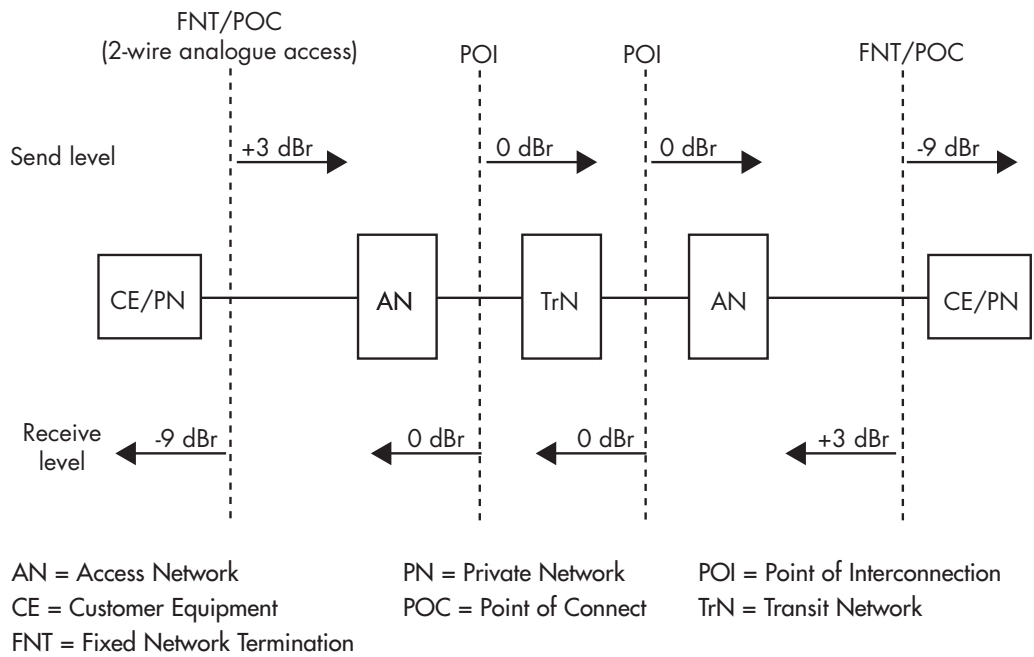 FNT/POC
(2-wire analogue access)
POI
POI
FNT/POC
Send level
+3 dBr
0 dBr
0 dBr
-9 dBr
CE/PN
AN
TrN
AN
CE/PN
Receive
level
-9 dBr
0 dBr
0 dBr
+3 dBr
AN = Access Network
PN = Private Network
POI = Point of Interconnection
CE = Customer Equipment
POC = Point of Connect
TrN = Transit Network
FNT = Fixed Network Termination